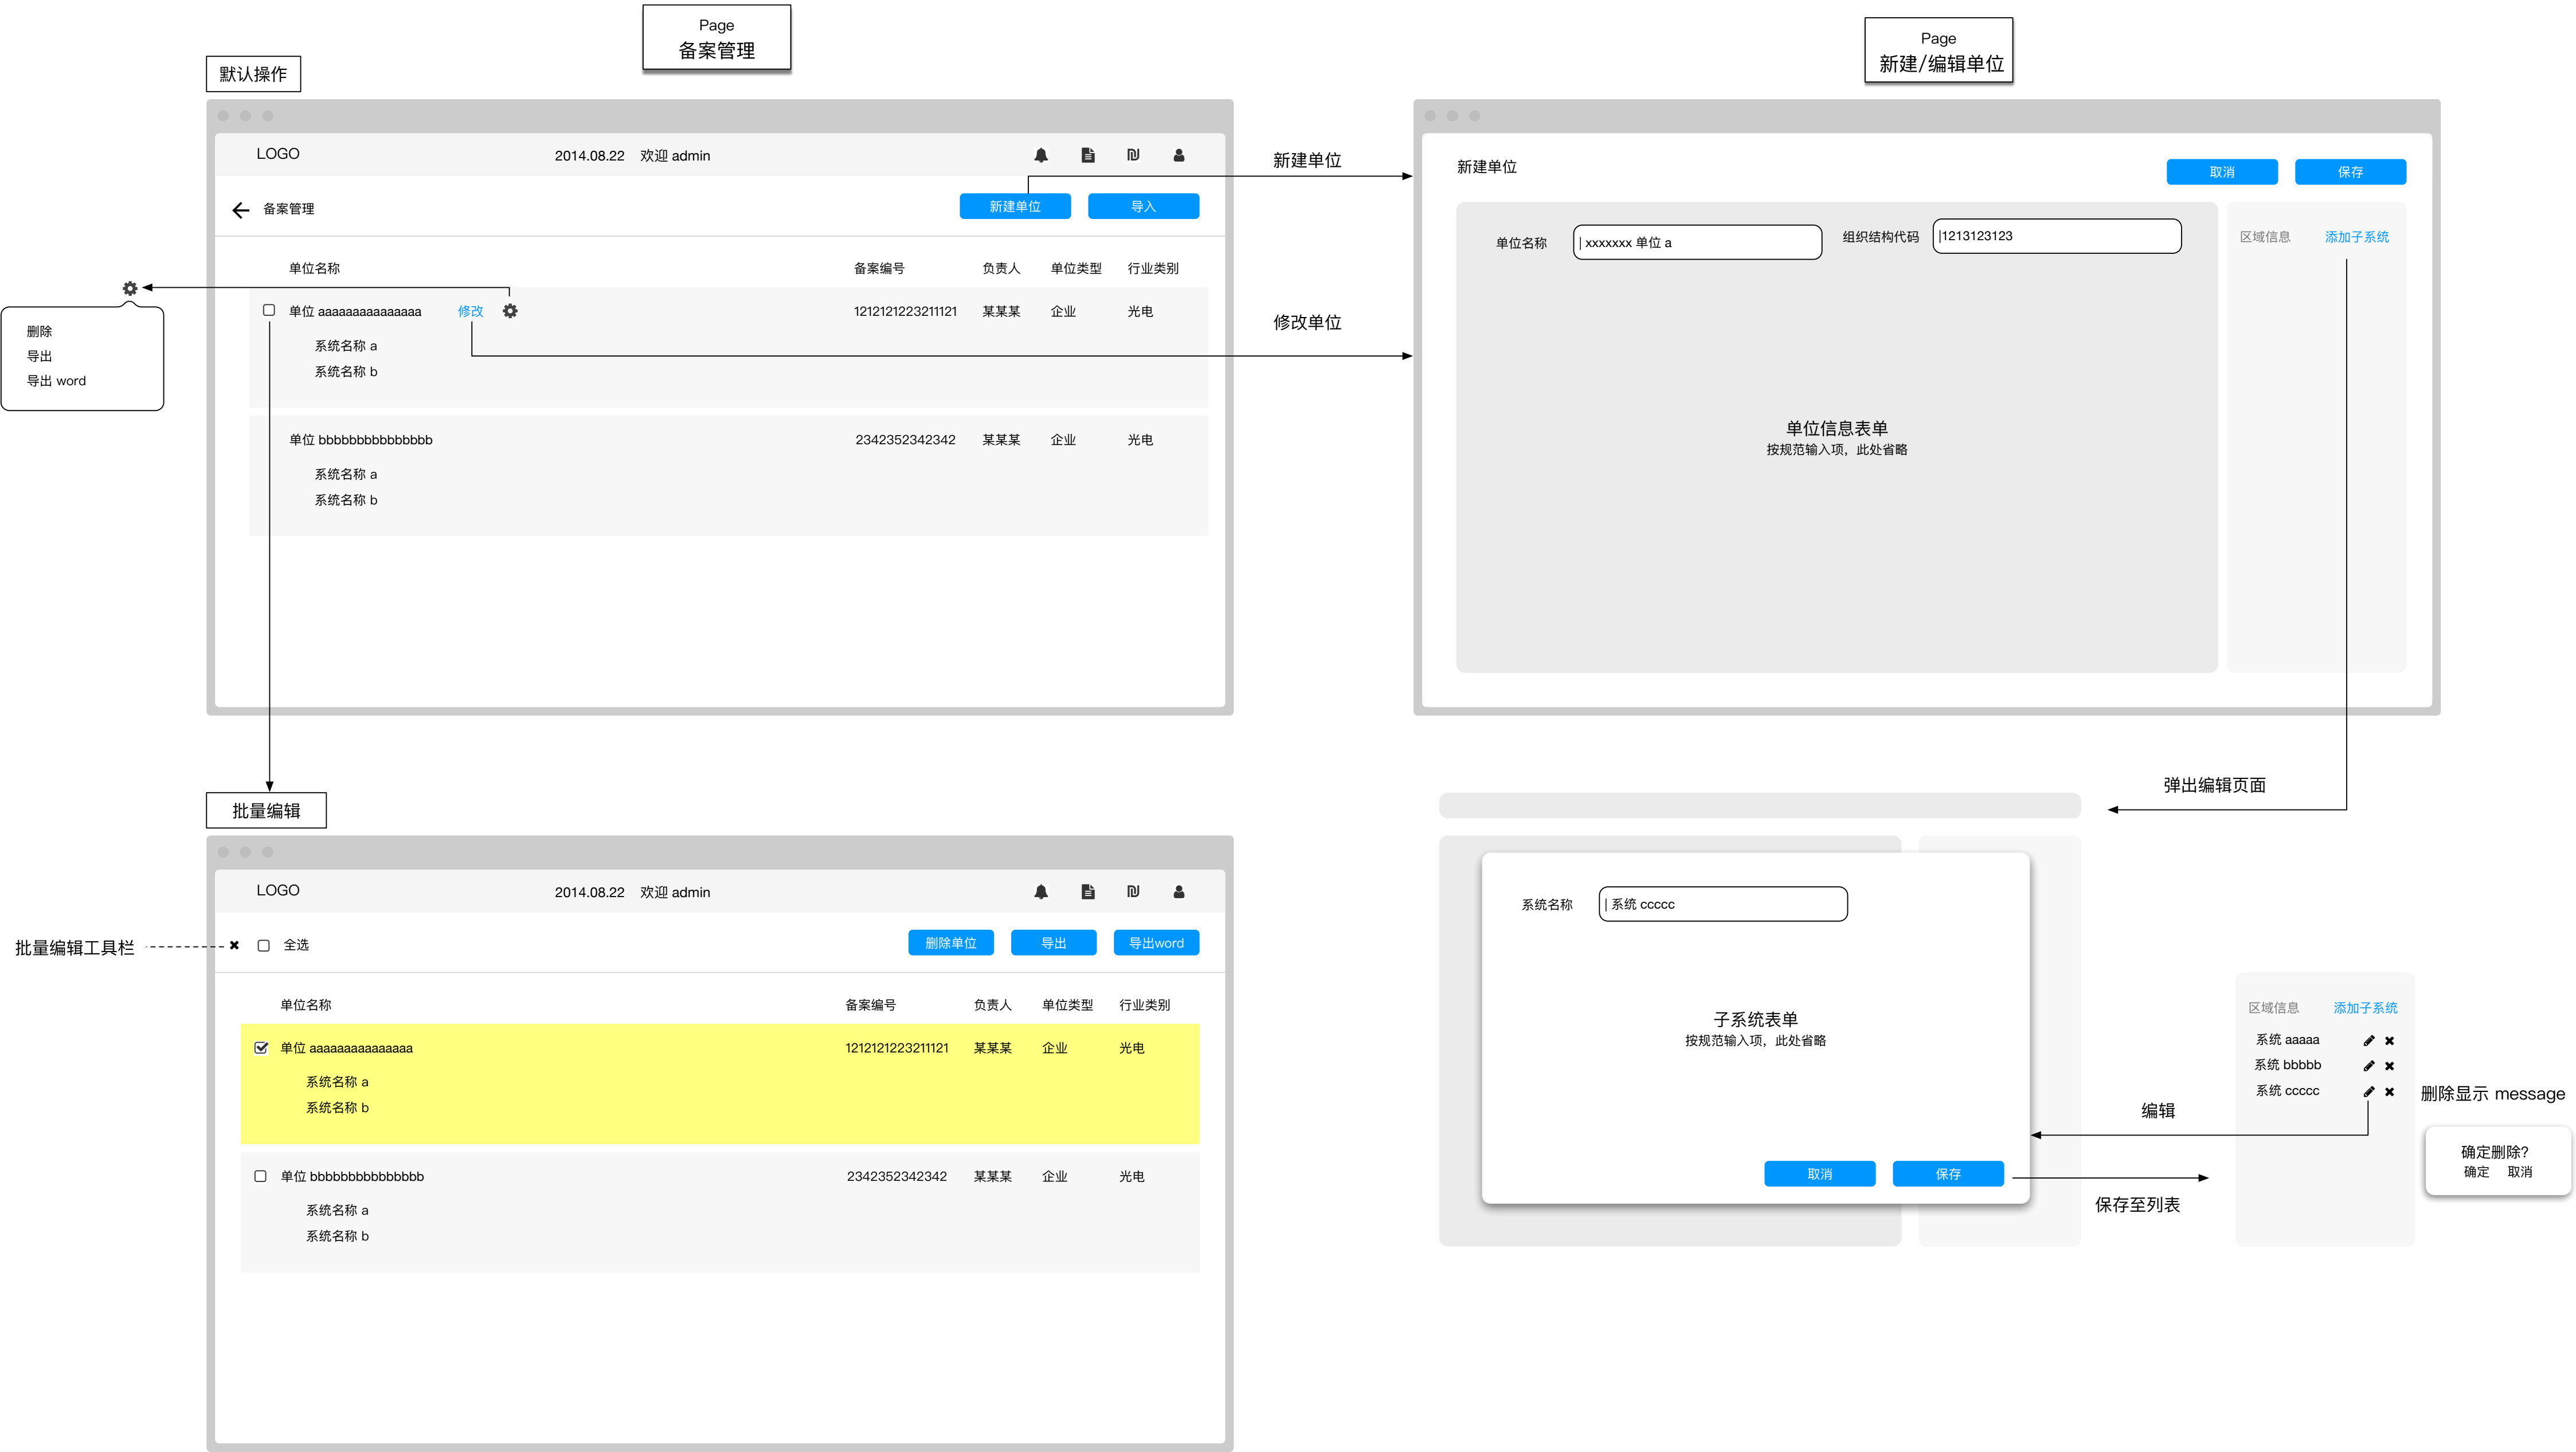 Page
备案管理
Page
新建/编辑单位
默认操作
LOGO
2014.08.22 欢迎 admin
备案管理
新建单位
导入
单位名称 备案编号 负责人 单位类型 行业类别
单位 aaaaaaaaaaaaaaa 修改 1212121223211121 某某某 企业 光电
系统名称 a
系统名称 b
单位 bbbbbbbbbbbbbbb 2342352342342 某某某 企业 光电
系统名称 a
系统名称 b
删除
导出
导出 word
新建单位
修改单位
新建单位
取消
保存
单位名称 | xxxxxxx 单位 a 组织结构代码 |1213123123
区域信息 添加子系统
单位信息表单
按规范输入项，此处省略
弹出编辑页面
批量编辑
LOGO
2014.08.22 欢迎 admin
批量编辑工具栏
全选
删除单位
导出
导出word
单位名称 备案编号 负责人 单位类型 行业类别
单位 aaaaaaaaaaaaaaa 1212121223211121 某某某 企业 光电
系统名称 a
系统名称 b
单位 bbbbbbbbbbbbbbb 2342352342342 某某某 企业 光电
系统名称 a
系统名称 b
系统名称 | 系统 ccccc
子系统表单
按规范输入项，此处省略
取消
保存
编辑
保存至列表
区域信息 添加子系统
系统 aaaaa
系统 bbbbb
系统 ccccc
删除显示 message
确定删除?
确定 取消